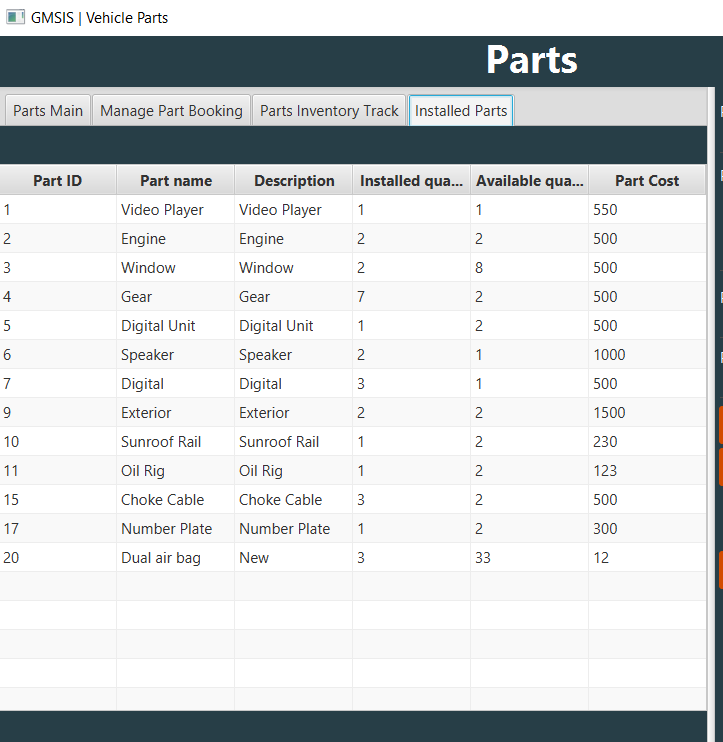 GMSIS | Vehicle Parts
Parts
Parts Main Manage Part Booking Parts Inventory Track Installed Parts
Part ID Part name Description Installed qua... Available qua... Part Cost
1 Video Player Video Player 1 1 550
2 Engine Engine 2 2 500
3 Window Window 2 8 500
4 Gear Gear 7 2 500
5 Digital Unit Digital Unit 1 2 500
6 Speaker Speaker 2 1 1000
7 Digital Digital 3 1 500
9 Exterior Exterior 2 2 1500
10 Sunroof Rail Sunroof Rail 1 2 230
11 Oil Rig Oil Rig 1 2 123
15 Choke Cable Choke Cable 3 2 500
17 Number Plate Number Plate 1 2 300
20 Dual air bag New 3 33 12